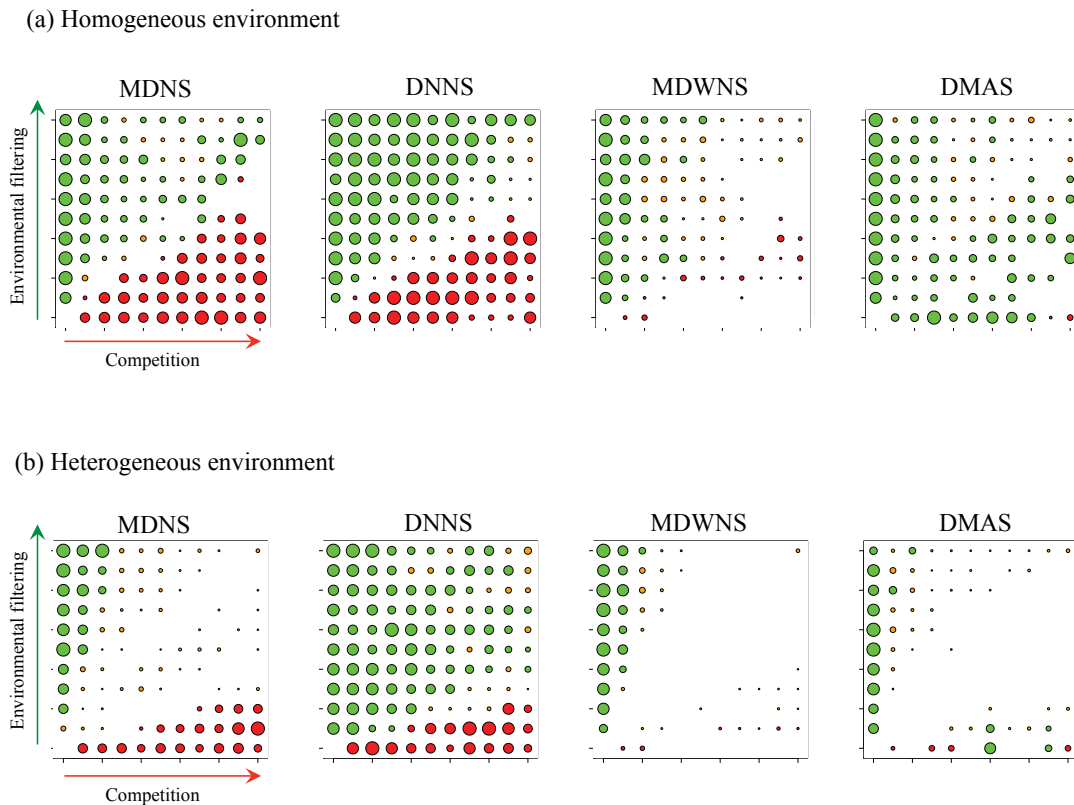 (a) Homogeneous environment
MDNS
DNNS
MDWNS
DMAS
Environmental filtering
Competition
(b) Heterogeneous environment
MDNS
DNNS
MDWNS
DMAS
Environmental filtering
Competition